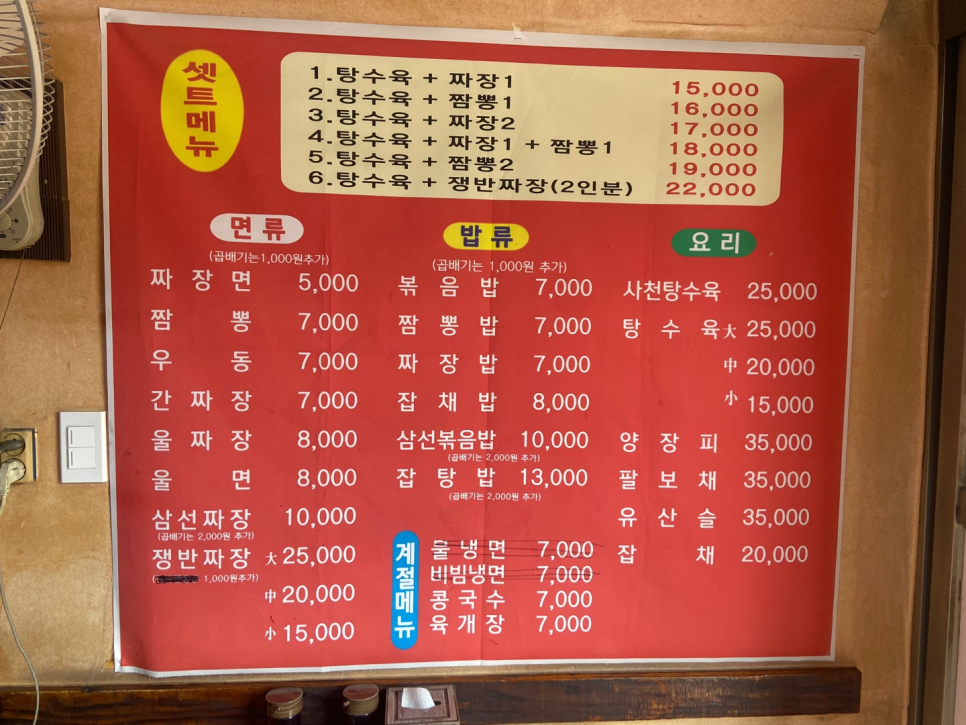 셋트메뉴
1.탕수육 + 짜장1 15,000
2.탕수육 + 짬뽕1 16,000
3.탕수육 + 짜장2 17,000
4.탕수육 + 짜장1 + 짬뽕1 18,000
5.탕수육 + 짬뽕2 19,000
6.탕수육 + 쟁반짜장(2인분) 22,000
면류
(곱배기는1,000원추가)
짜장면 5,000
짬뽕 7,000
우동 7,000
간짜장 7,000
울짜장 8,000
울면 8,000
삼선짜장 10,000
(곱배기는 2,000원 추가)
쟁반짜장 大 25,000
1,000원추가)
中 20,000
小 15,000
밥류
(곱배기는 1,000원 추가)
볶음밥 7,000
짬뽕밥 7,000
짜장밥 7,000
잡채밥 8,000
삼선볶음밥 10,000
(곱배기는 2,000원 추가)
잡탕밥 13,000
(곱배기는 2,000원 추가)
계절메뉴
물냉면 7,000
비빔냉면 7,000
콩국수 7,000
육개장 7,000
요리
사천탕수육 25,000
탕수육 大 25,000
中 20,000
小 15,000
양장피 35,000
팔보채 35,000
유산슬 35,000
잡채 20,000